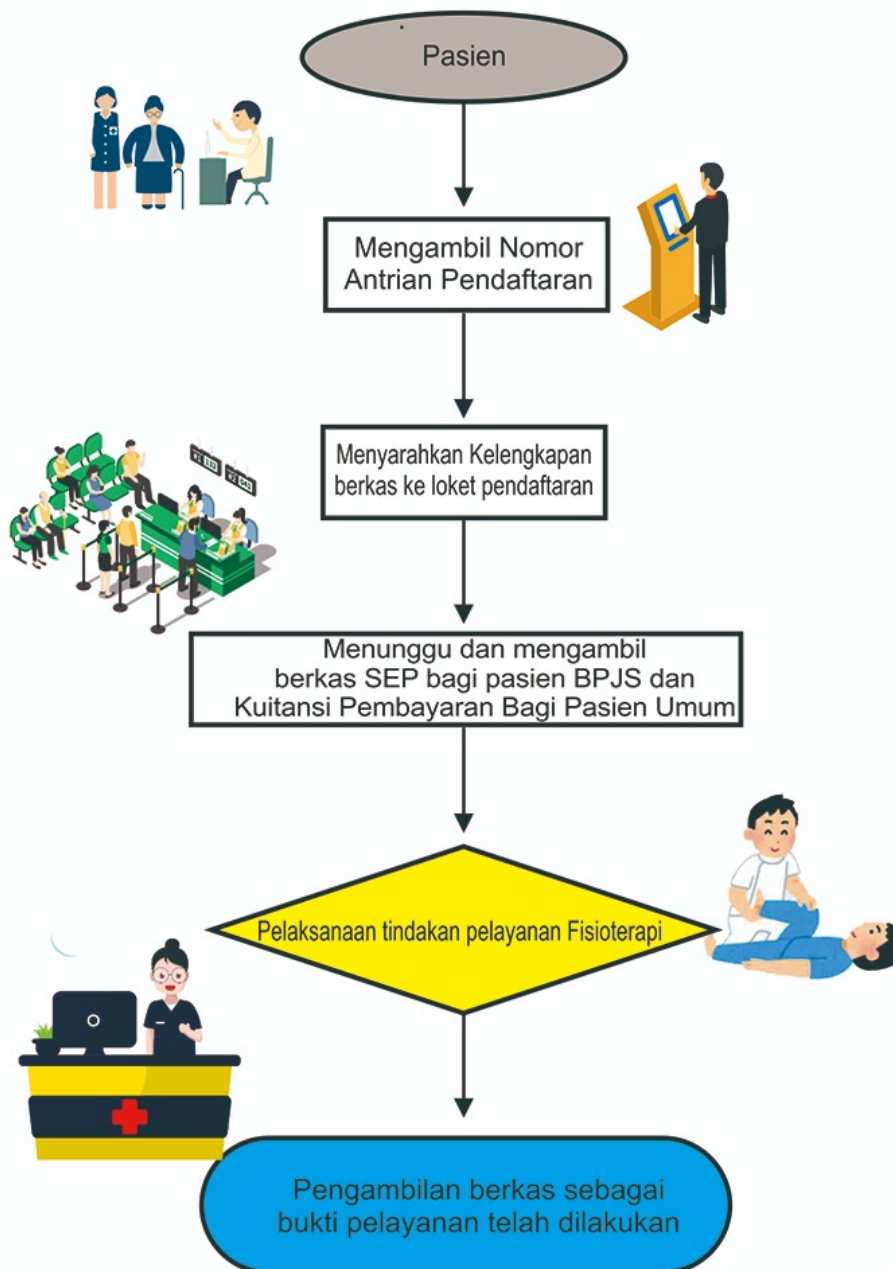 Pasien
Mengambil Nomor
Antrian Pendaftaran
Menyarahkan Kelengkapan
berkas ke loket pendaftaran
Menunggu dan mengambil
berkas SEP bagi pasien BPJS dan
Kuitansi Pembayaran Bagi Pasien Umum
Pelaksanaan tindakan pelayanan Fisioterapi
Pengambilan berkas sebagai
bukti pelayanan telah dilakukan